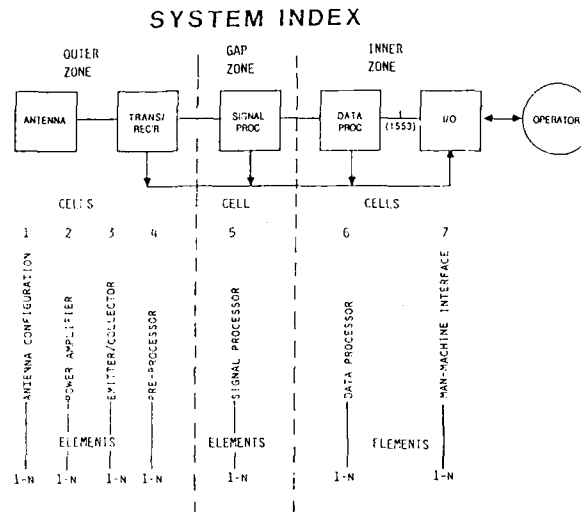 SYSTEM INDEX
OUTER ZONE
GAP ZONE
INNER ZONE
ANTENNA
TRANS/ REC'R
SIGNAL PROC
DATA PROC
(1553)
I/O
OPERATOR
CELLS
CELL
CELLS
1 2 3 4 5 6 7
ANTENNA CONFIGURATION
POWER AMPLIFIER
EMITTER/COLLECTOR
PRE-PROCESSOR
SIGNAL PROCESSOR
DATA PROCESSOR
MAN-MACHINE INTERFACE
ELEMENTS
ELEMENTS
ELEMENTS
1-N 1-N 1-N 1-N 1-N 1-N 1-N